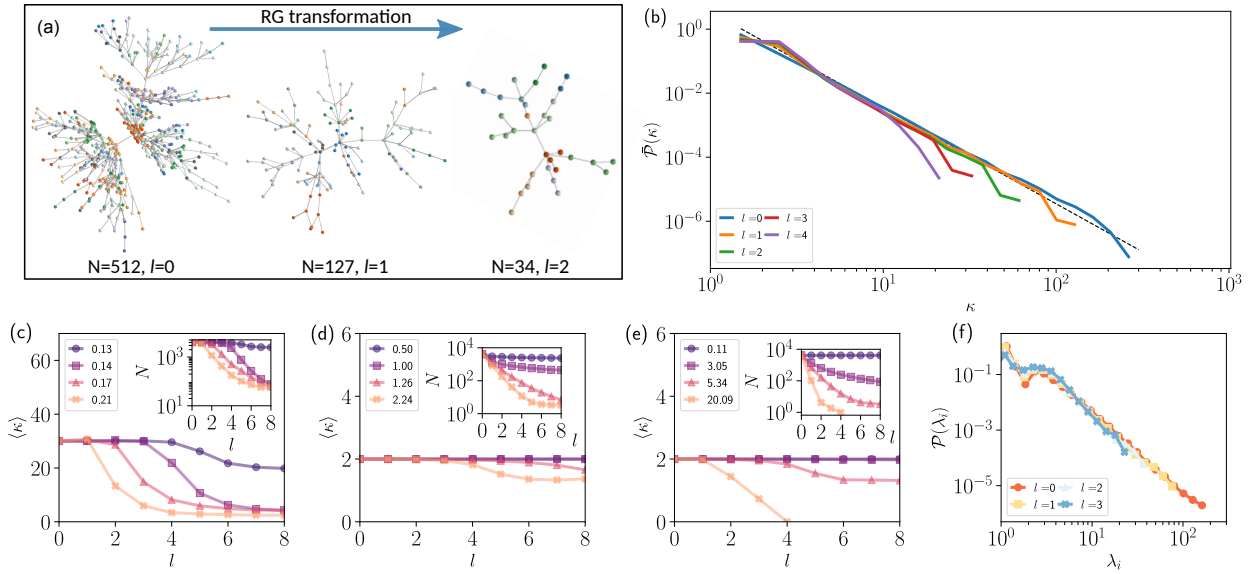 (a)
RG transformation
N=512, l=0
N=127, l=1
N=34, l=2
(b)
10^0
10^{-2}
10^{-4}
10^{-6}
\bar{P}(κ)
l =0
l =1
l =2
l =3
l =4
10^0
10^1
10^2
10^3
κ
(c)
60
40
20
0
⟨κ⟩
0.13
0.14
0.17
0.21
10^3
10^1
N
0 2 4 6 8
0 2 4 6 8
l
(d)
6
4
2
0
⟨κ⟩
0.50
1.00
1.26
2.24
10^4
10^2
10^0
N
0 2 4 6 8
l
0 2 4 6 8
l
(e)
6
4
2
0
⟨κ⟩
0.11
3.05
5.34
20.09
10^4
10^2
10^0
N
0 2 4 6 8
l
0 2 4 6 8
l
(f)
10^{-1}
10^{-3}
10^{-5}
P(λ_i)
l =0
l =1
l =2
l =3
10^0
10^1
10^2
λ_i